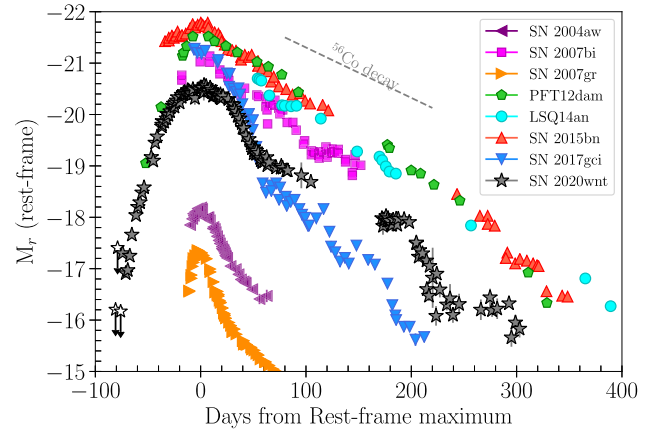 −22
−21
−20
−19
−18
−17
−16
−15
M_r (rest-frame)
⁵⁶Co decay
SN 2004aw
SN 2007bi
SN 2007gr
PFT12dam
LSQ14an
SN 2015bn
SN 2017gci
SN 2020wnt
−100 0 100 200 300 400
Days from Rest-frame maximum